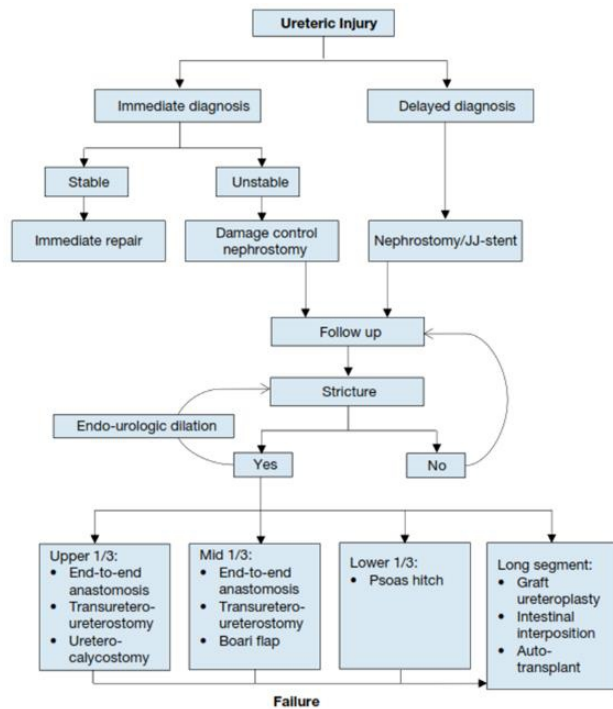 Ureteric Injury
Immediate diagnosis
Delayed diagnosis
Stable
Unstable
Immediate repair
Damage control
nephrostomy
Nephrostomy/JJ-stent
Follow up
Stricture
Endo-urologic dilation
Yes
No
Upper 1/3:
• End-to-end
anastomosis
• Transuretero-
ureterostomy
• Uretero-
calycostomy
Mid 1/3:
• End-to-end
anastomosis
• Transuretero-
ureterostomy
• Boari flap
Lower 1/3:
• Psoas hitch
Long segment:
• Graft
ureteroplasty
• Intestinal
interposition
• Auto-
transplant
Failure